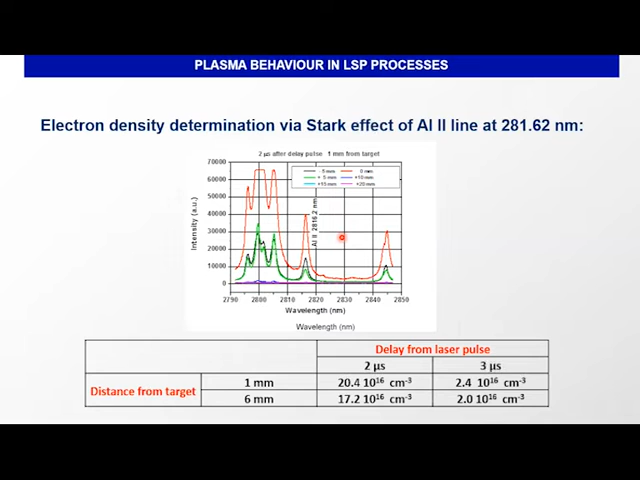 PLASMA BEHAVIOUR IN LSP PROCESSES
Electron density determination via Stark effect of Al II line at 281.62 nm:
2 µs after delay pulse 1 mm from target
- 5 mm 0 mm
+ 5 mm +10 mm
+15 mm +20 mm
Intensity (a.u.)
70000
60000
50000
40000
30000
20000
10000
0
Al II 2816.2 nm
2790 2800 2810 2820 2830 2840 2850
Wavelength (nm)
Wavelength (nm)
Delay from laser pulse
2 µs 3 µs
Distance from target
1 mm 20.4 10¹⁶ cm⁻³ 2.4 10¹⁶ cm⁻³
6 mm 17.2 10¹⁶ cm⁻³ 2.0 10¹⁶ cm⁻³